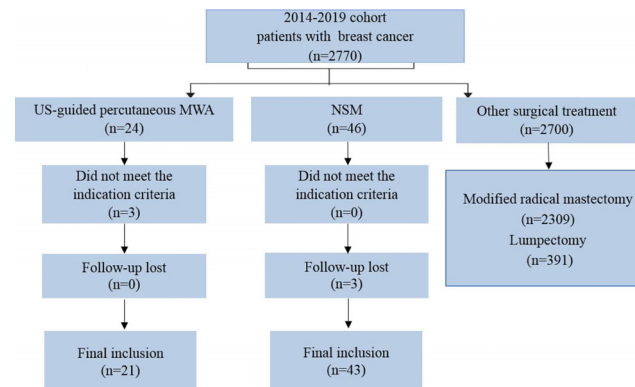 2014-2019 cohort
patients with breast cancer
(n=2770)
US-guided percutaneous MWA
(n=24)
NSM
(n=46)
Other surgical treatment
(n=2700)
Did not meet the
indication criteria
(n=3)
Did not meet the
indication criteria
(n=0)
Modified radical mastectomy
(n=2309)
Lumpectomy
(n=391)
Follow-up lost
(n=0)
Follow-up lost
(n=3)
Final inclusion
(n=21)
Final inclusion
(n=43)